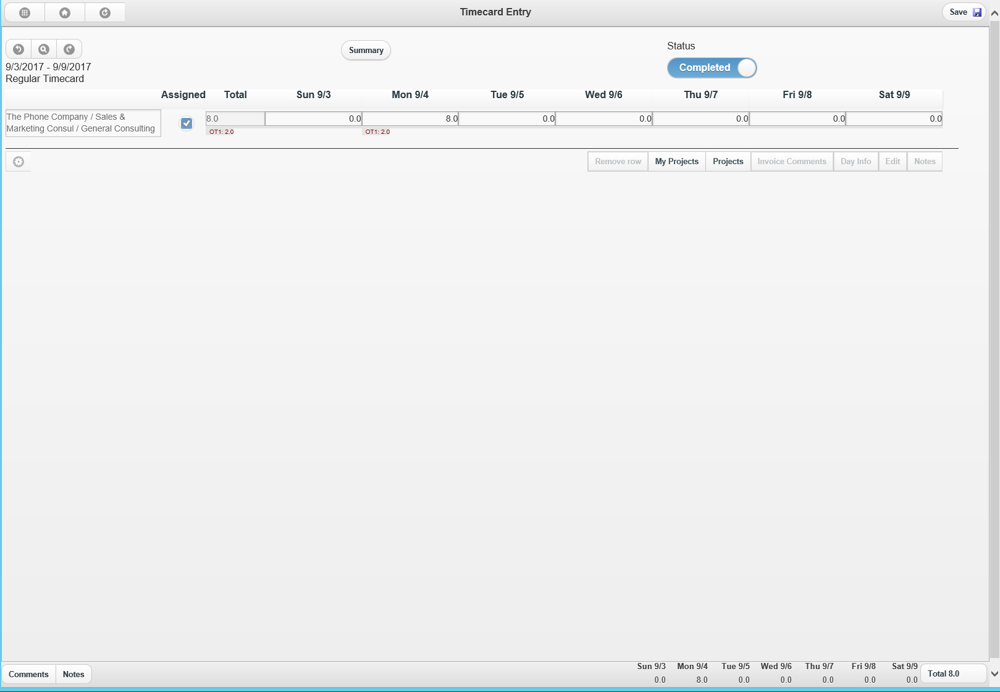 Timecard Entry
Save
Summary
Status
Completed
9/3/2017 - 9/9/2017
Regular Timecard
Assigned Total Sun 9/3 Mon 9/4 Tue 9/5 Wed 9/6 Thu 9/7 Fri 9/8 Sat 9/9
The Phone Company / Sales &
Marketing Consul / General Consulting
8.0 0.0 8.0 0.0 0.0 0.0 0.0 0.0
OT1: 2.0 OT1: 2.0
Remove row My Projects Projects Invoice Comments Day Info Edit Notes
Comments Notes
Sun 9/3 Mon 9/4 Tue 9/5 Wed 9/6 Thu 9/7 Fri 9/8 Sat 9/9
0.0 8.0 0.0 0.0 0.0 0.0 0.0
Total 8.0